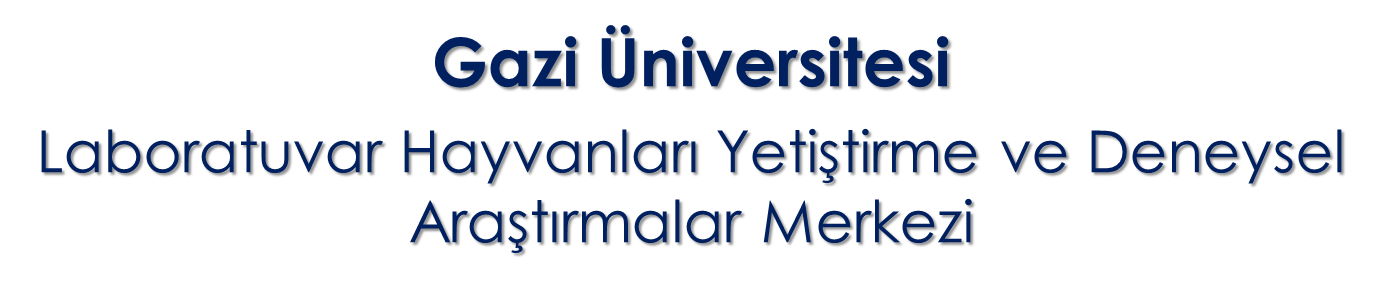 Gazi Üniversitesi
Laboratuvar Hayvanları Yetiştirme ve Deneysel
Araştırmalar Merkezi